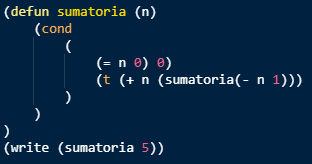 (defun sumatoria (n)
    (cond
        (
            (= n 0) 0)
            (t (+ n (sumatoria(- n 1)))
        )
    )
)
(write (sumatoria 5))